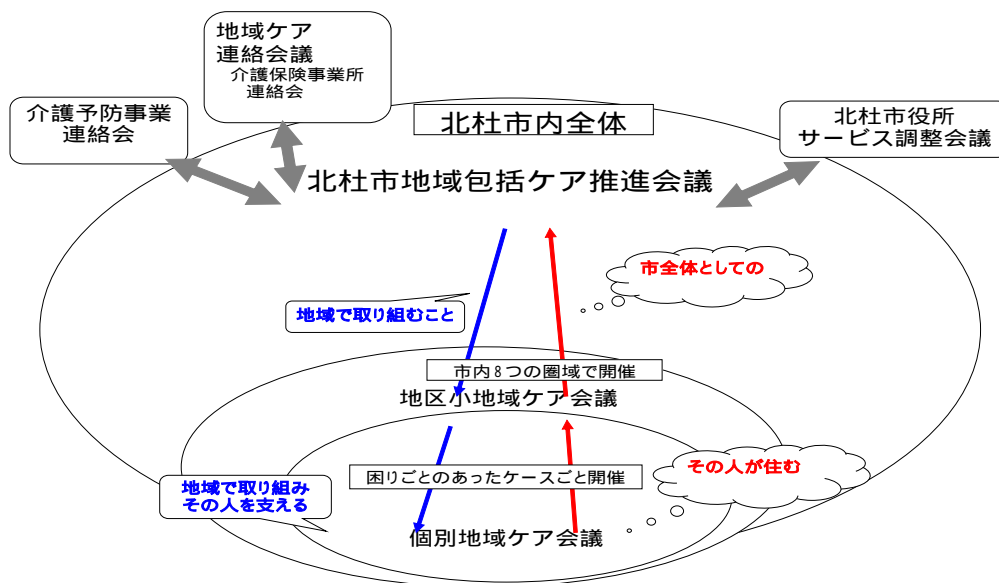 地域ケア
連絡会議
介護保険事業所
連絡会
介護予防事業
連絡会
北杜市内全体
北杜市役所
サービス調整会議
北杜市地域包括ケア推進会議
市全体としての
地域で取り組むこと
市内8つの圏域で開催
地区小地域ケア会議
その人が住む
困りごとのあったケースごと開催
地域で取り組み
その人を支える
個別地域ケア会議